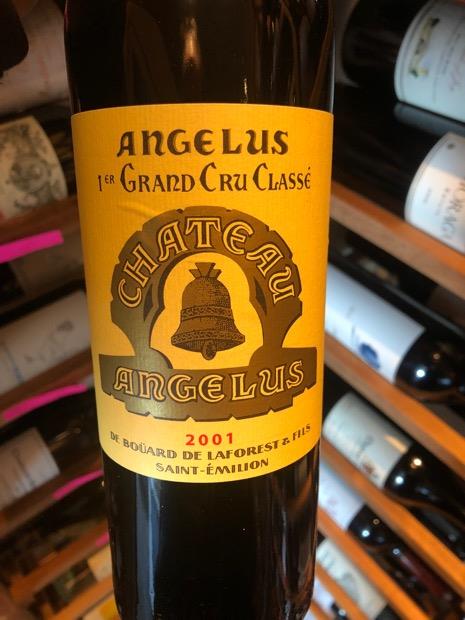 ANGELUS
1ER GRAND CRU CLASSÉ
CHATEAU
ANGELUS
2001
DE BOÜARD DE LAFOREST & FILS
SAINT-ÉMILION